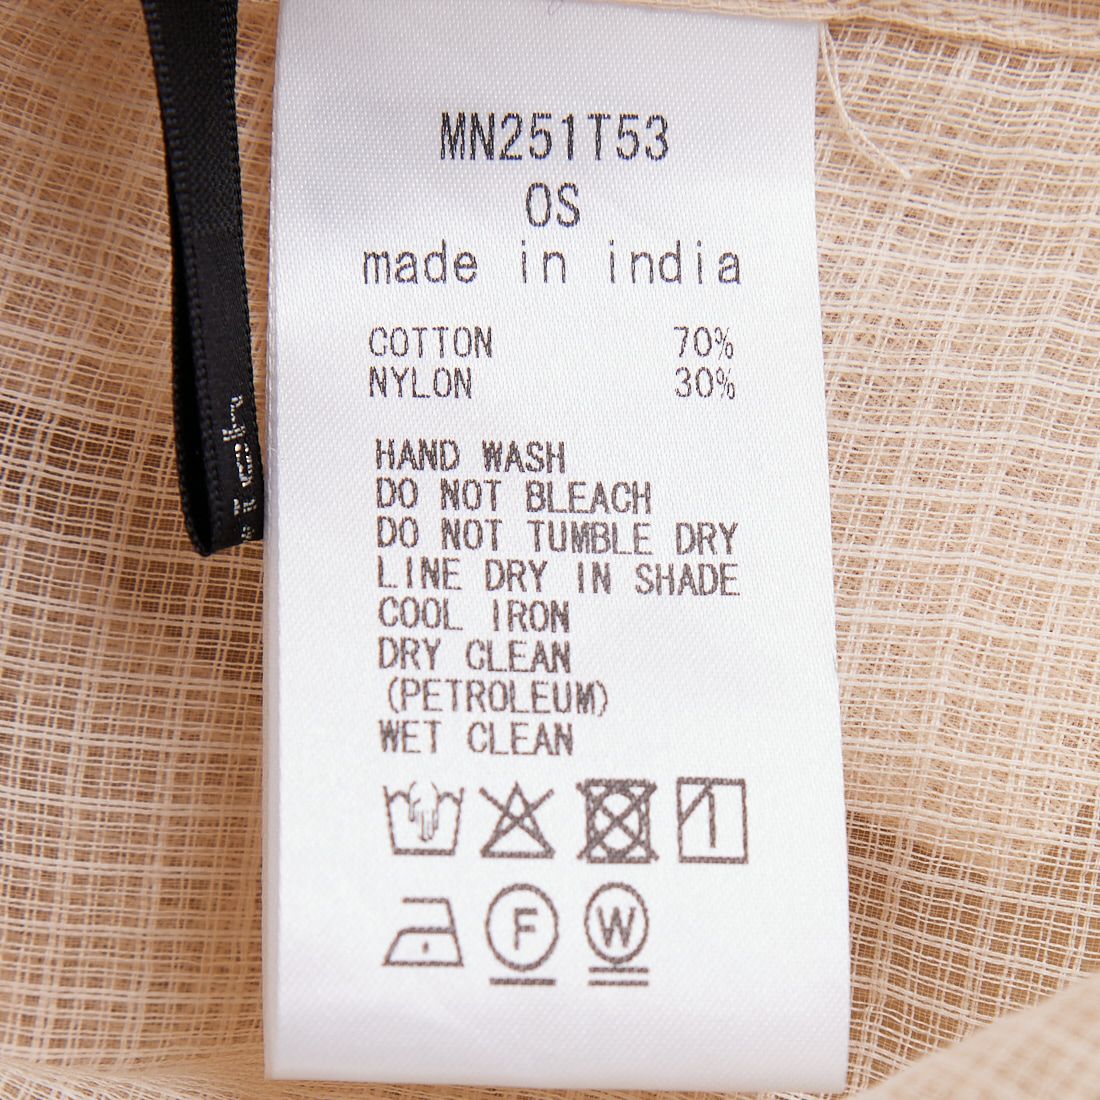 MN251T53
OS
made in india
COTTON 70%
NYLON 30%
HAND WASH
DO NOT BLEACH
DO NOT TUMBLE DRY
LINE DRY IN SHADE
COOL IRON
DRY CLEAN
(PETROLEUM)
WET CLEAN
F W